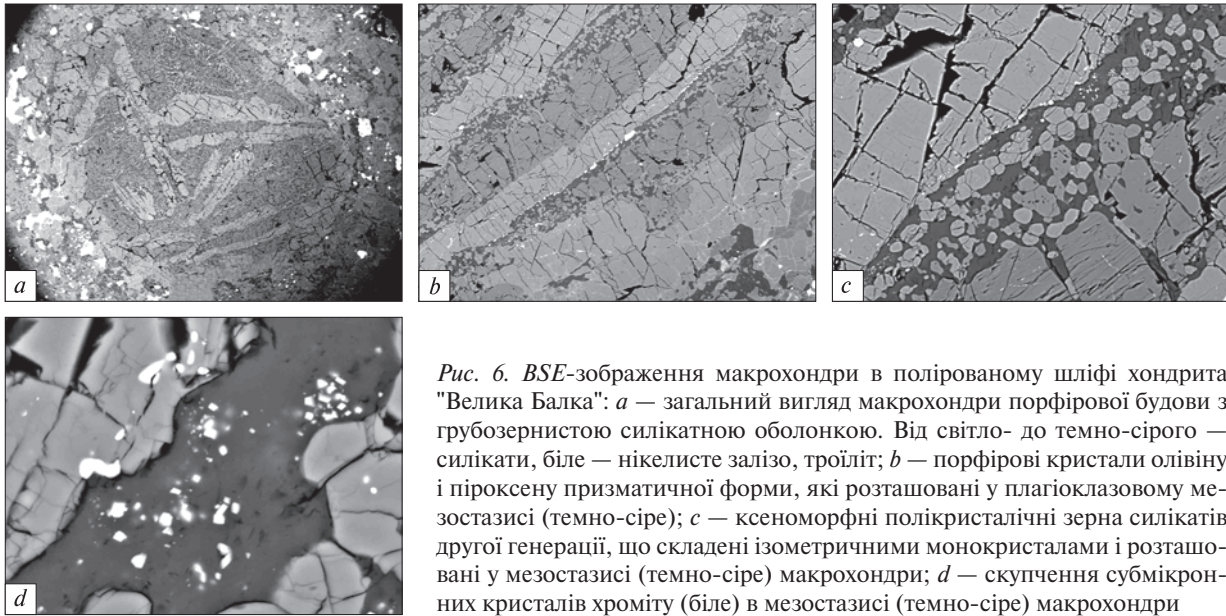 a
b
c
d
Рис. 6. BSE-зображення макрохондри в полірованому шліфі хондрита
"Велика Балка": a — загальний вигляд макрохондри порфірової будови з
грубозернистою силікатною оболонкою. Від світло- до темно-сірого —
силікати, біле — нікелисте залізо, троїліт; b — порфірові кристали олівіну
і піроксену призматичної форми, які розташовані у плагіоклазовому ме-
зостазисі (темно-сіре); c — ксеноморфні полікристалічні зерна силікатів
другої генерації, що складені ізометричними монокристалами і розташо-
вані у мезостазисі (темно-сіре) макрохондри; d — скупчення субмікрон-
них кристалів хроміту (біле) в мезостазисі (темно-сіре) макрохондри